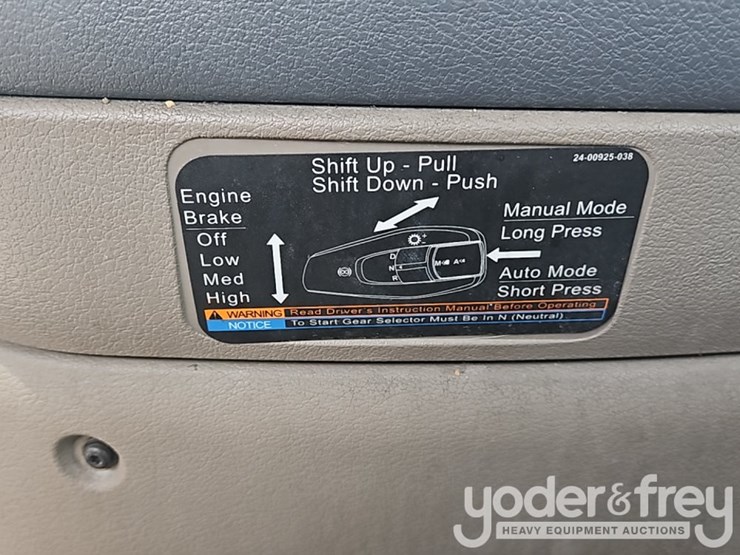 24-00925-038
Shift Up - Pull
Shift Down - Push
Engine
Brake
Off
Low
Med
High
Manual Mode
Long Press
Auto Mode
Short Press
D
N
R
M
A
+
-
WARNING Read Driver's Instruction Manual Before Operating
NOTICE To Start Gear Selector Must Be In N (Neutral)
yoder&frey
HEAVY EQUIPMENT AUCTIONS